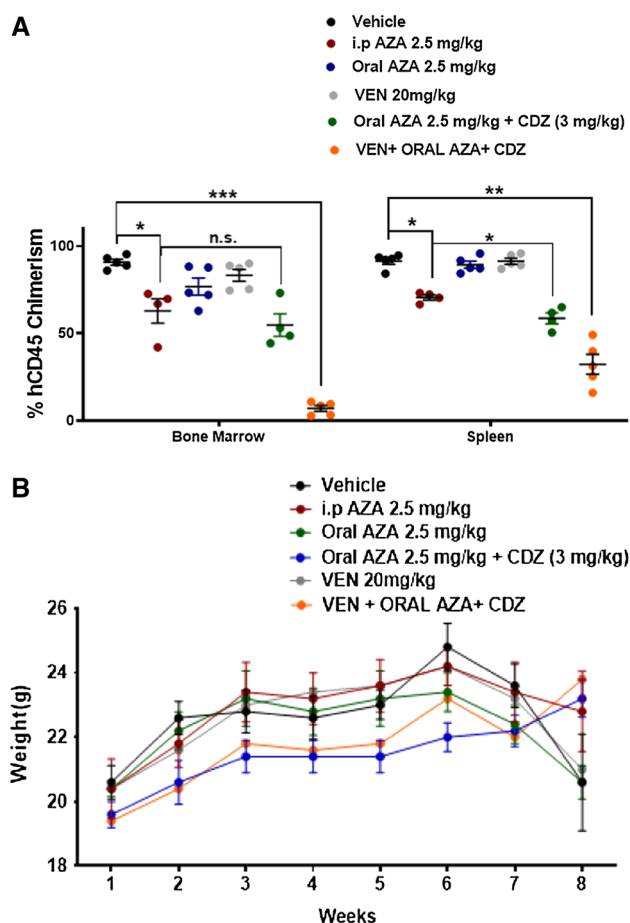 A
Vehicle
i.p AZA 2.5 mg/kg
Oral AZA 2.5 mg/kg
VEN 20mg/kg
Oral AZA 2.5 mg/kg + CDZ (3 mg/kg)
VEN+ ORAL AZA+ CDZ
% hCD45 Chimerism
100
50
0
***
*
n.s.
**
*
*
Bone Marrow
Spleen
B
Vehicle
i.p AZA 2.5 mg/kg
Oral AZA 2.5 mg/kg
Oral AZA 2.5 mg/kg + CDZ (3 mg/kg)
VEN 20mg/kg
VEN + ORAL AZA+ CDZ
Weight(g)
26
24
22
20
18
1 2 3 4 5 6 7 8
Weeks